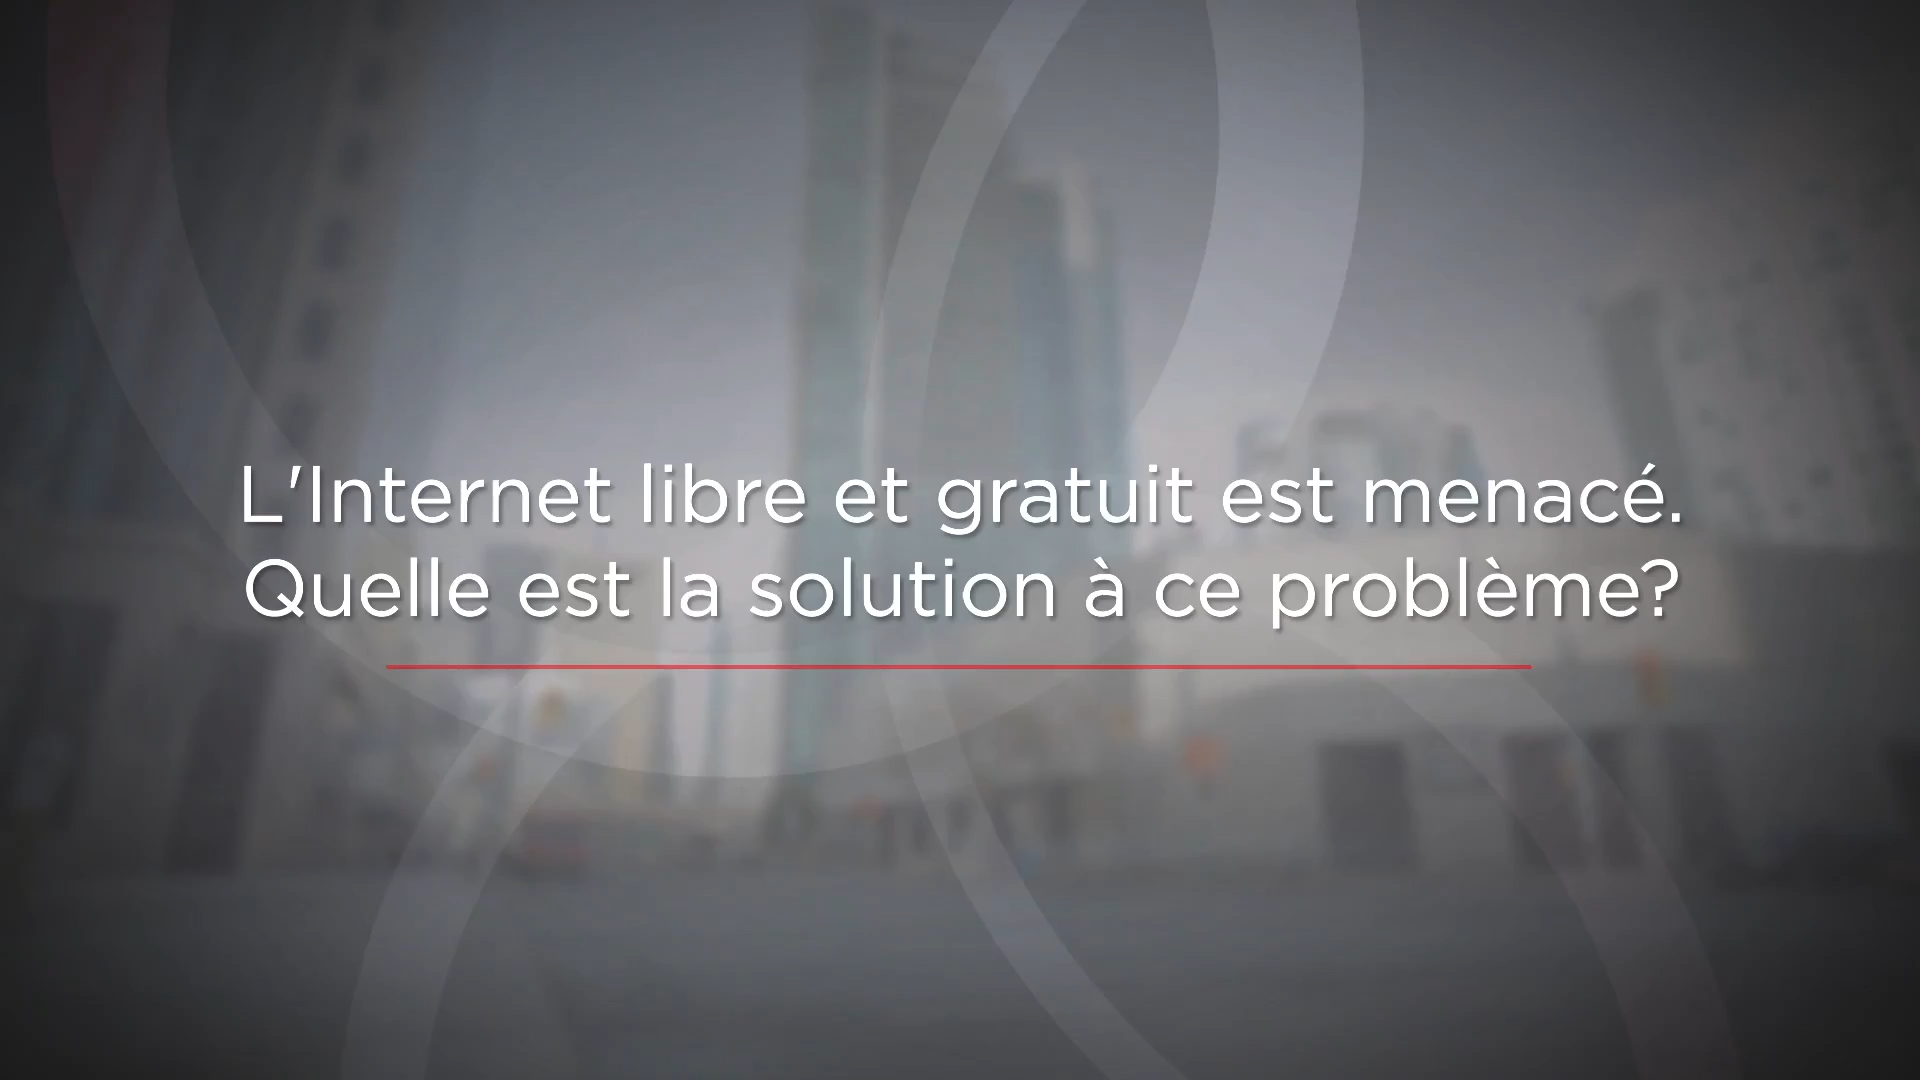 L'Internet libre et gratuit est menacé.
Quelle est la solution à ce problème?